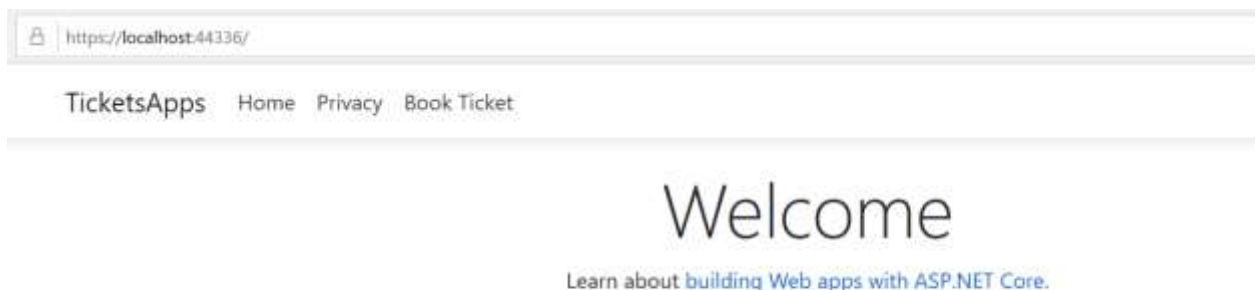 https://localhost:44336/
TicketsApps Home Privacy Book Ticket
Welcome
Learn about building Web apps with ASP.NET Core.